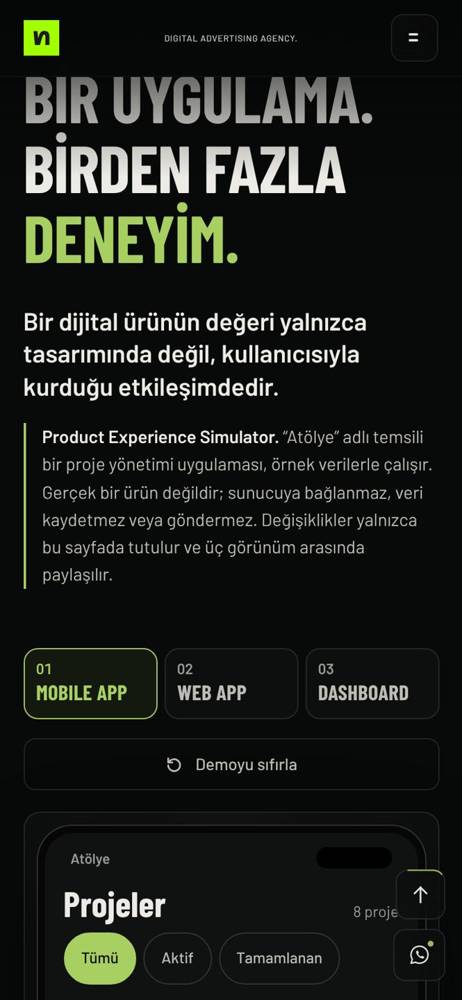 n
DIGITAL ADVERTISING AGENCY.
BİR UYGULAMA.
BİRDEN FAZLA
DENEYİM.
Bir dijital ürünün değeri yalnızca
tasarımında değil, kullanıcısıyla
kurduğu etkileşimdedir.
Product Experience Simulator. “Atölye” adlı temsili
bir proje yönetimi uygulaması, örnek verilerle çalışır.
Gerçek bir ürün değildir; sunucuya bağlanmaz, veri
kaydetmez veya göndermez. Değişiklikler yalnızca
bu sayfada tutulur ve üç görünüm arasında
paylaşılır.
01
MOBILE APP
02
WEB APP
03
DASHBOARD
Demoyu sıfırla
Atölye
Projeler
8 proje
Tümü
Aktif
Tamamlanan